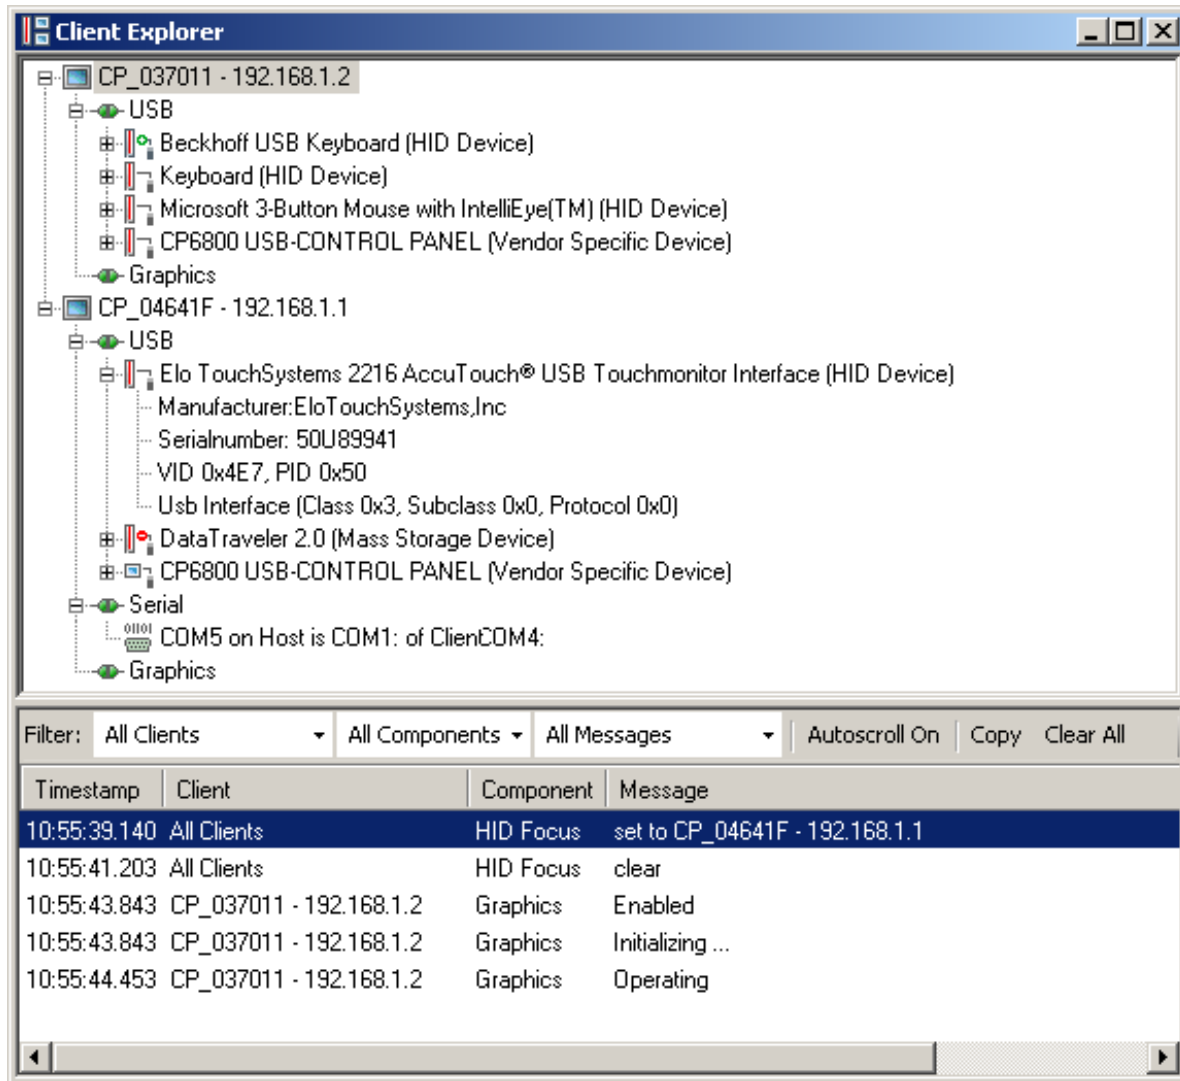 Client Explorer
CP_037011 - 192.168.1.2
USB
Beckhoff USB Keyboard (HID Device)
Keyboard (HID Device)
Microsoft 3-Button Mouse with IntelliEye(TM) (HID Device)
CP6800 USB-CONTROL PANEL (Vendor Specific Device)
Graphics
CP_04641F - 192.168.1.1
USB
Elo TouchSystems 2216 AccuTouch® USB Touchmonitor Interface (HID Device)
Manufacturer:EloTouchSystems,Inc
Serialnumber: 50U89941
VID 0x4E7, PID 0x50
Usb Interface (Class 0x3, Subclass 0x0, Protocol 0x0)
DataTraveler 2.0 (Mass Storage Device)
CP6800 USB-CONTROL PANEL (Vendor Specific Device)
Serial
01101 COM5 on Host is COM1: of ClienCOM4:
Graphics
Filter: All Clients All Components All Messages Autoscroll On Copy Clear All
Timestamp Client Component Message
10:55:39.140 All Clients HID Focus set to CP_04641F - 192.168.1.1
10:55:41.203 All Clients HID Focus clear
10:55:43.843 CP_037011 - 192.168.1.2 Graphics Enabled
10:55:43.843 CP_037011 - 192.168.1.2 Graphics Initializing ...
10:55:44.453 CP_037011 - 192.168.1.2 Graphics Operating